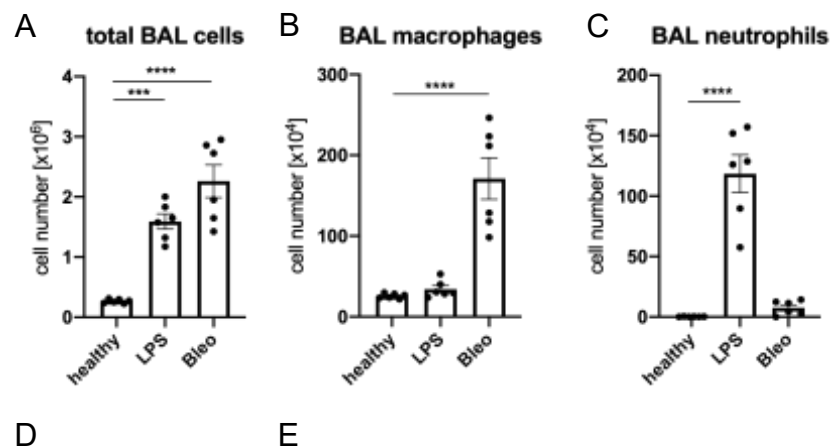 A
total BAL cells
****
***
cell number [x10⁶]
4
3
2
1
0
healthy
LPS
Bleo
B
BAL macrophages
****
cell number [x10⁴]
300
200
100
0
healthy
LPS
Bleo
C
BAL neutrophils
****
cell number [x10⁴]
200
150
100
50
0
healthy
LPS
Bleo
D
E